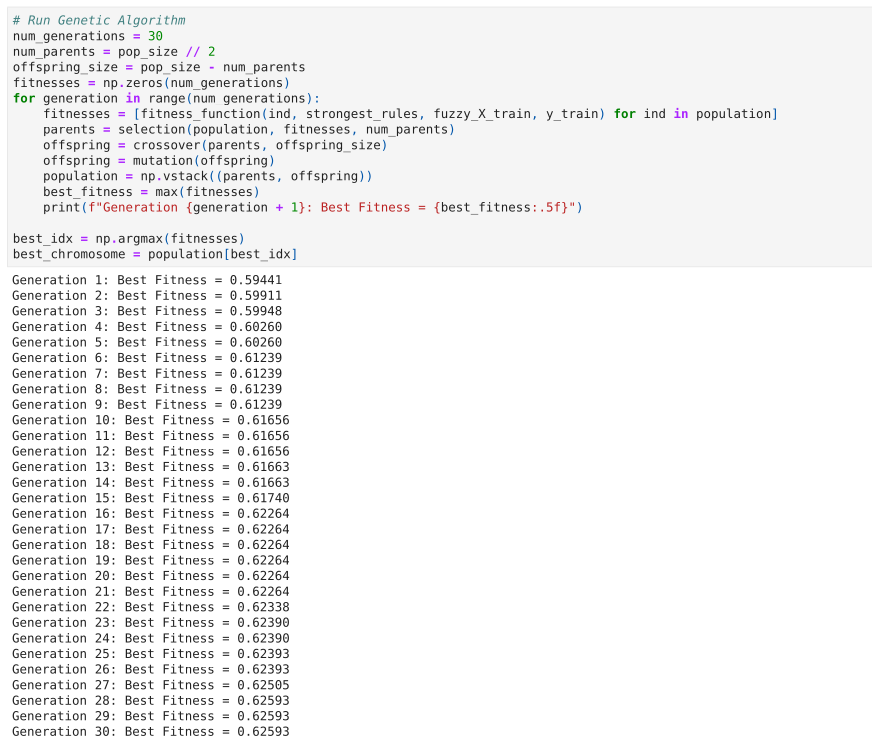 # Run Genetic Algorithm
num_generations = 30
num_parents = pop_size // 2
offspring_size = pop_size - num_parents
fitnesses = np.zeros(num_generations)
for generation in range(num generations):
    fitnesses = [fitness_function(ind, strongest_rules, fuzzy_X_train, y_train) for ind in population]
    parents = selection(population, fitnesses, num_parents)
    offspring = crossover(parents, offspring_size)
    offspring = mutation(offspring)
    population = np.vstack((parents, offspring))
    best_fitness = max(fitnesses)
    print(f"Generation {generation + 1}: Best Fitness = {best_fitness:.5f}")
best_idx = np.argmax(fitnesses)
best_chromosome = population[best_idx]
Generation 1: Best Fitness = 0.59441
Generation 2: Best Fitness = 0.59911
Generation 3: Best Fitness = 0.59948
Generation 4: Best Fitness = 0.60260
Generation 5: Best Fitness = 0.60260
Generation 6: Best Fitness = 0.61239
Generation 7: Best Fitness = 0.61239
Generation 8: Best Fitness = 0.61239
Generation 9: Best Fitness = 0.61239
Generation 10: Best Fitness = 0.61656
Generation 11: Best Fitness = 0.61656
Generation 12: Best Fitness = 0.61656
Generation 13: Best Fitness = 0.61663
Generation 14: Best Fitness = 0.61663
Generation 15: Best Fitness = 0.61740
Generation 16: Best Fitness = 0.62264
Generation 17: Best Fitness = 0.62264
Generation 18: Best Fitness = 0.62264
Generation 19: Best Fitness = 0.62264
Generation 20: Best Fitness = 0.62264
Generation 21: Best Fitness = 0.62264
Generation 22: Best Fitness = 0.62338
Generation 23: Best Fitness = 0.62390
Generation 24: Best Fitness = 0.62390
Generation 25: Best Fitness = 0.62393
Generation 26: Best Fitness = 0.62393
Generation 27: Best Fitness = 0.62505
Generation 28: Best Fitness = 0.62593
Generation 29: Best Fitness = 0.62593
Generation 30: Best Fitness = 0.62593